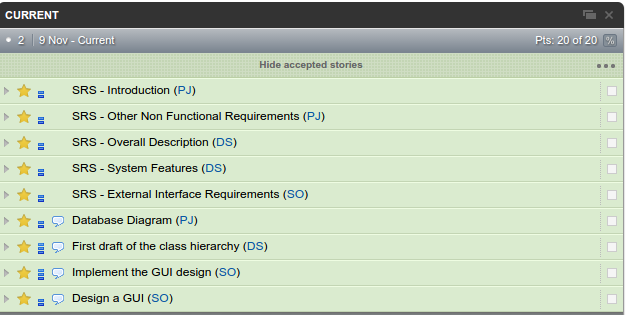 CURRENT
2 9 Nov - Current Pts: 20 of 20 %
Hide accepted stories
SRS - Introduction (PJ)
SRS - Other Non Functional Requirements (PJ)
SRS - Overall Description (DS)
SRS - System Features (DS)
SRS - External Interface Requirements (SO)
Database Diagram (PJ)
First draft of the class hierarchy (DS)
Implement the GUI design (SO)
Design a GUI (SO)